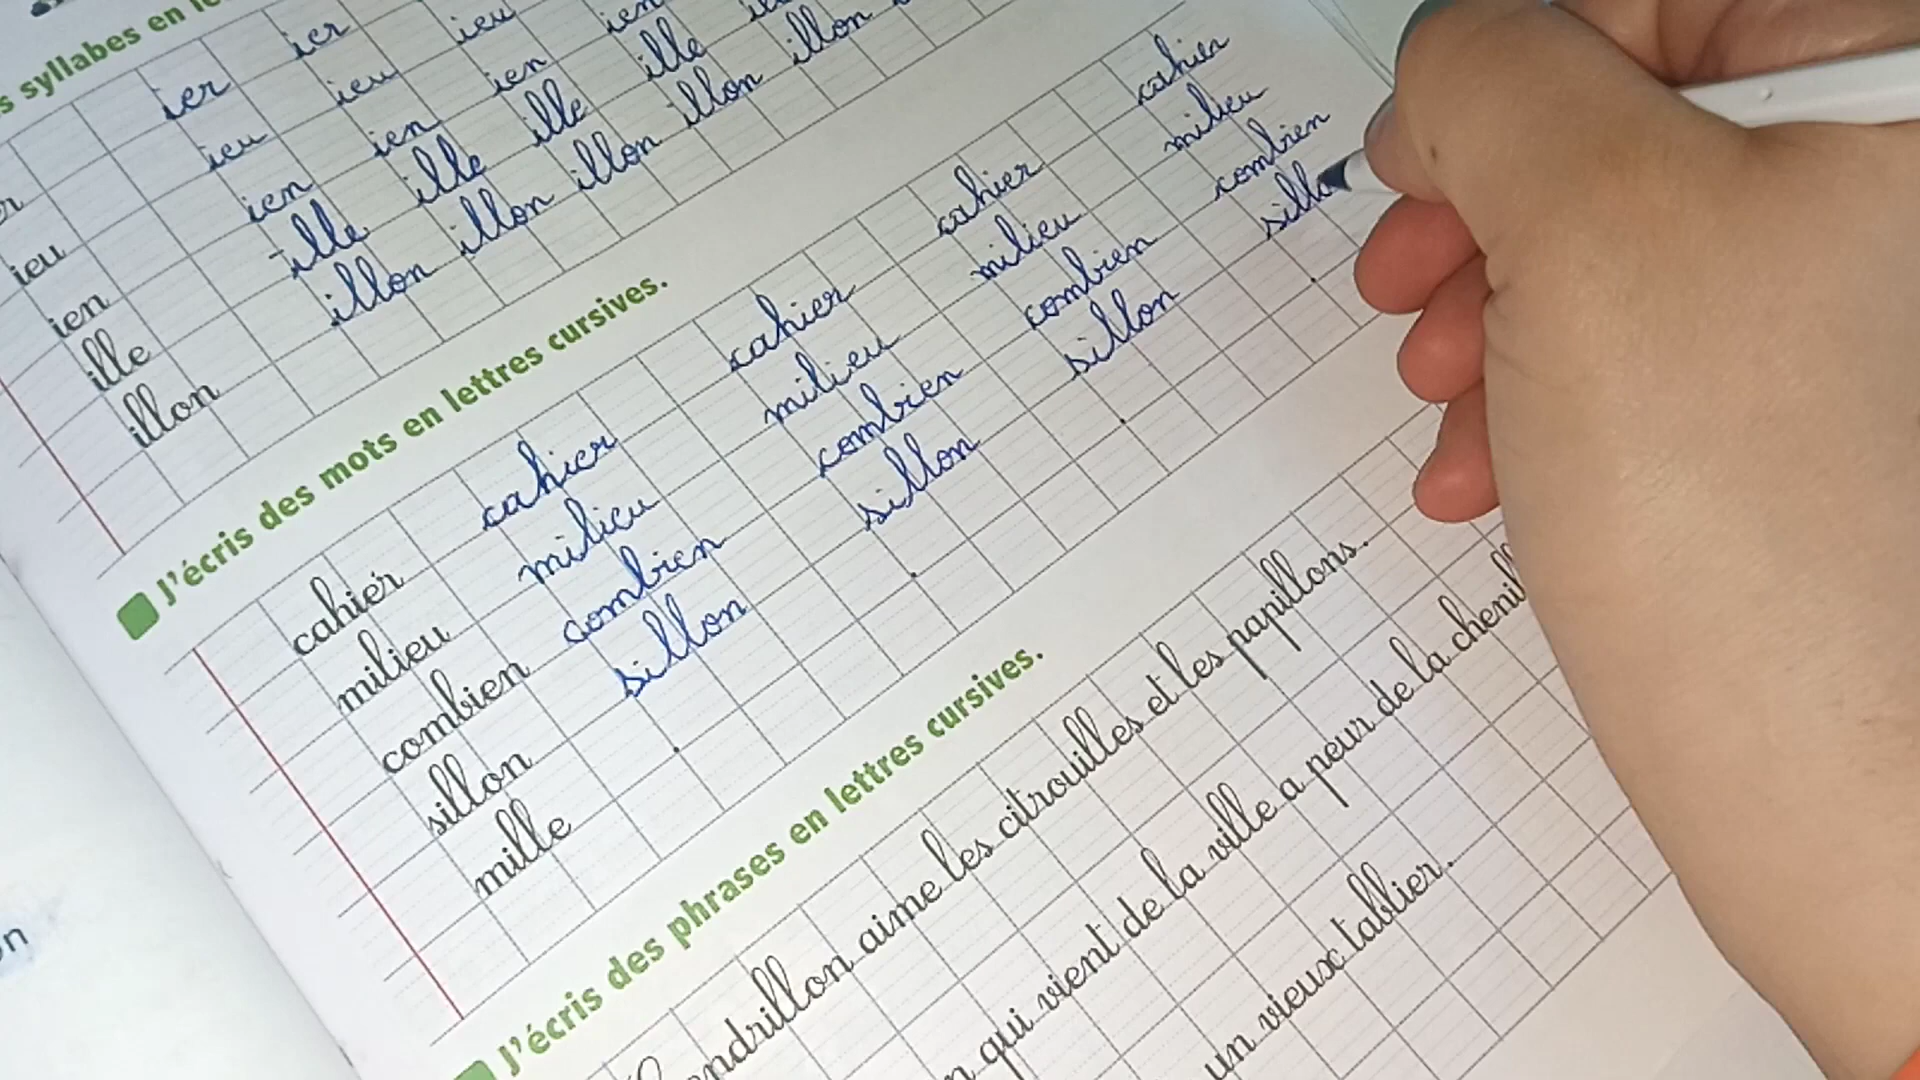 s syllabes en
ier ier ier
ieu ieu ieu ieu
ien ien ien ien ien
ille ille ille ille ille
illon illon illon illon illon illon
J'écris des mots en lettres cursives.
cahier cahier cahier cahier cahier
milieu milieu milieu milieu milieu
combien combien combien combien combien
sillon sillon sillon sillon sillo
mille
J'écris des phrases en lettres cursives.
endrillon aime les citrouilles et les papillons.
qui vient de la ville a peur de la chenill
un vieux tablier.